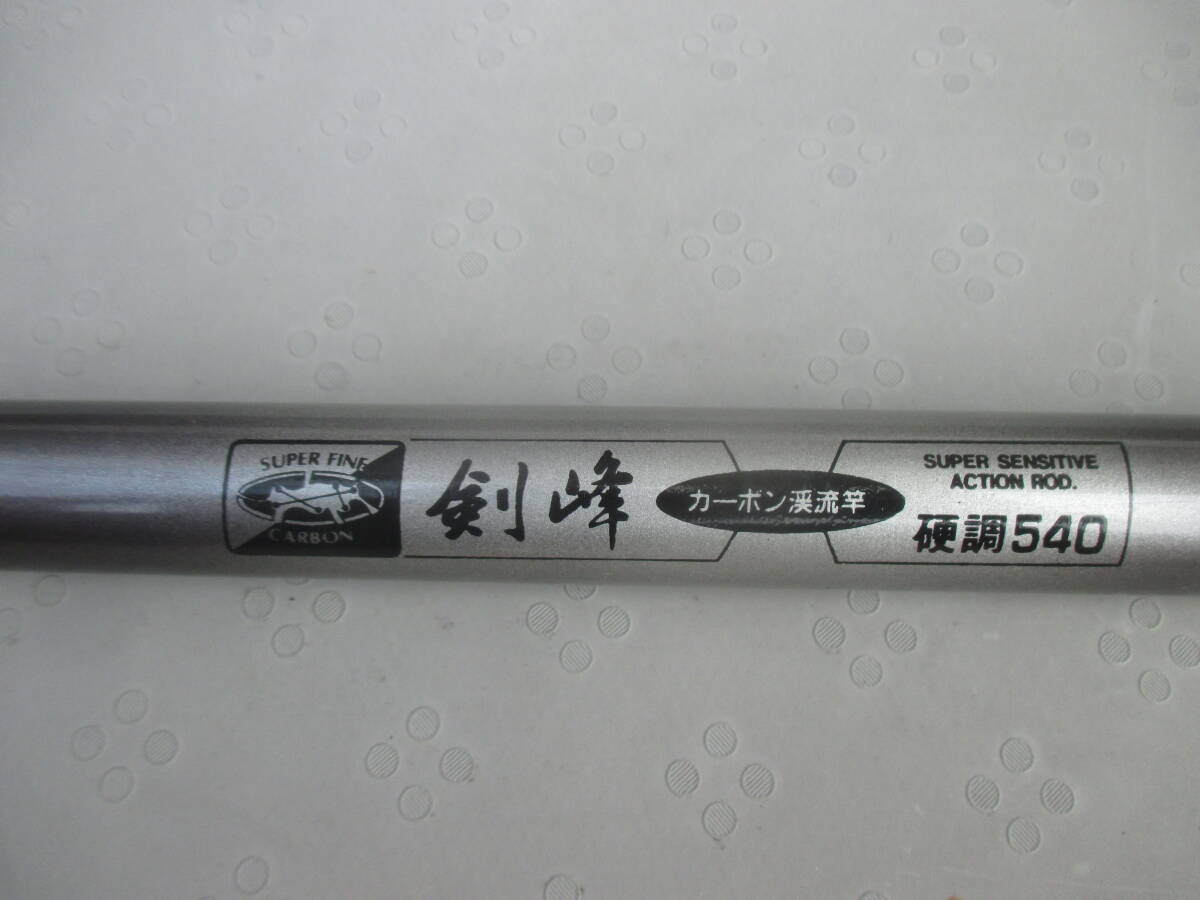 SUPER FINE
CARBON
剣峰
カーボン渓流竿
SUPER SENSITIVE
ACTION ROD.
硬調540